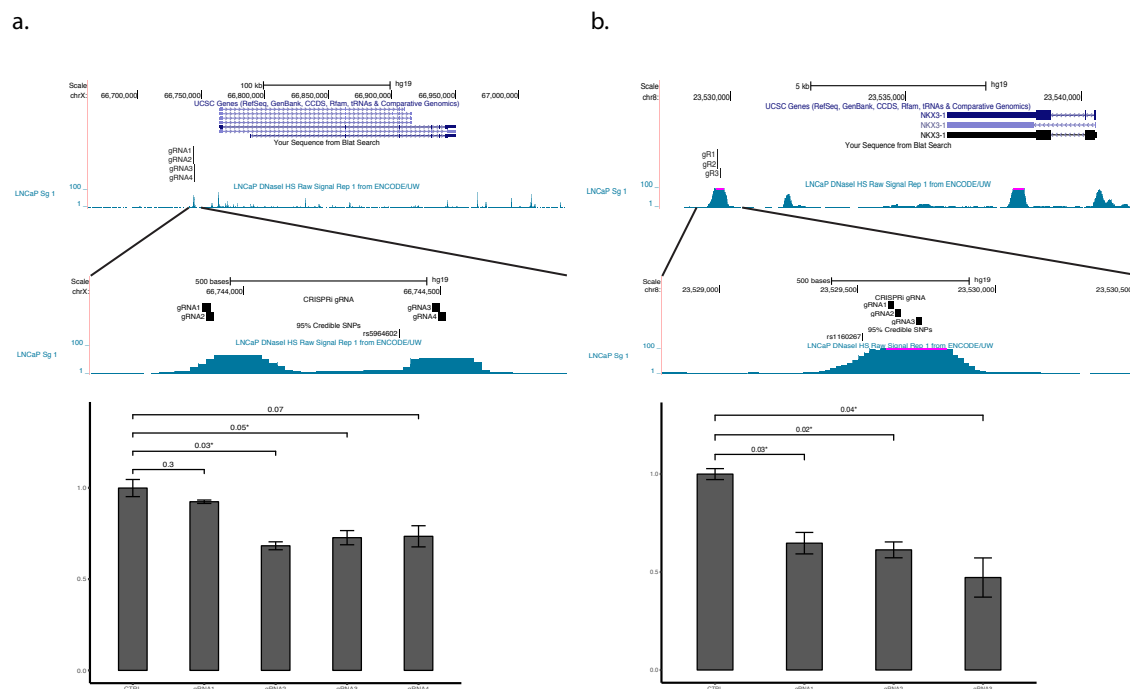 a.
Scale
100 kb
hg19
chrX:
66,700,000
66,750,000
66,800,000
66,850,000
66,900,000
66,950,000
67,000,000
UCSC Genes (RefSeq, GenBank, CCDS, Rfam, tRNAs & Comparative Genomics)
Your Sequence from Blat Search
gRNA1
gRNA2
gRNA3
gRNA4
LNCaP DNaseI HS Raw Signal Rep 1 from ENCODE/UW
LNCaP Sg 1
100
1
Scale
500 bases
hg19
chrX:
66,744,000
66,744,500
CRISPRi gRNA
gRNA1
gRNA2
gRNA3
gRNA4
95% Credible SNPs
rs5964602
LNCaP DNaseI HS Raw Signal Rep 1 from ENCODE/UW
LNCaP Sg 1
100
1
0.07
0.05*
0.03*
0.3
1.0
0.5
0.0
CTRL
gRNA1
gRNA2
gRNA3
gRNA4
b.
Scale
5 kb
hg19
chr8:
23,530,000
23,535,000
23,540,000
UCSC Genes (RefSeq, GenBank, CCDS, Rfam, tRNAs & Comparative Genomics)
NKX3-1
NKX3-1
NKX3-1
Your Sequence from Blat Search
gR1
gR2
gR3
LNCaP DNaseI HS Raw Signal Rep 1 from ENCODE/UW
LNCaP Sg 1
100
1
Scale
500 bases
hg19
chr8:
23,529,000
23,529,500
23,530,000
23,530,500
CRISPRi gRNA
gRNA1
gRNA2
gRNA3
95% Credible SNPs
rs1160267
LNCaP DNaseI HS Raw Signal Rep 1 from ENCODE/UW
LNCaP Sg 1
100
1
0.04*
0.02*
0.03*
1.0
0.5
0.0
CTRL
gRNA1
gRNA2
gRNA3